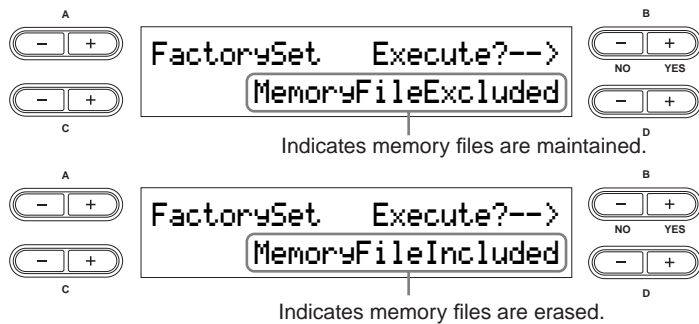 A
B
- +
- +
FactorySet Execute?-->
NO YES
- +
MemoryFileExcluded
- +
C
D
Indicates memory files are maintained.
A
B
- +
- +
FactorySet Execute?-->
NO YES
- +
MemoryFileIncluded
- +
C
D
Indicates memory files are erased.